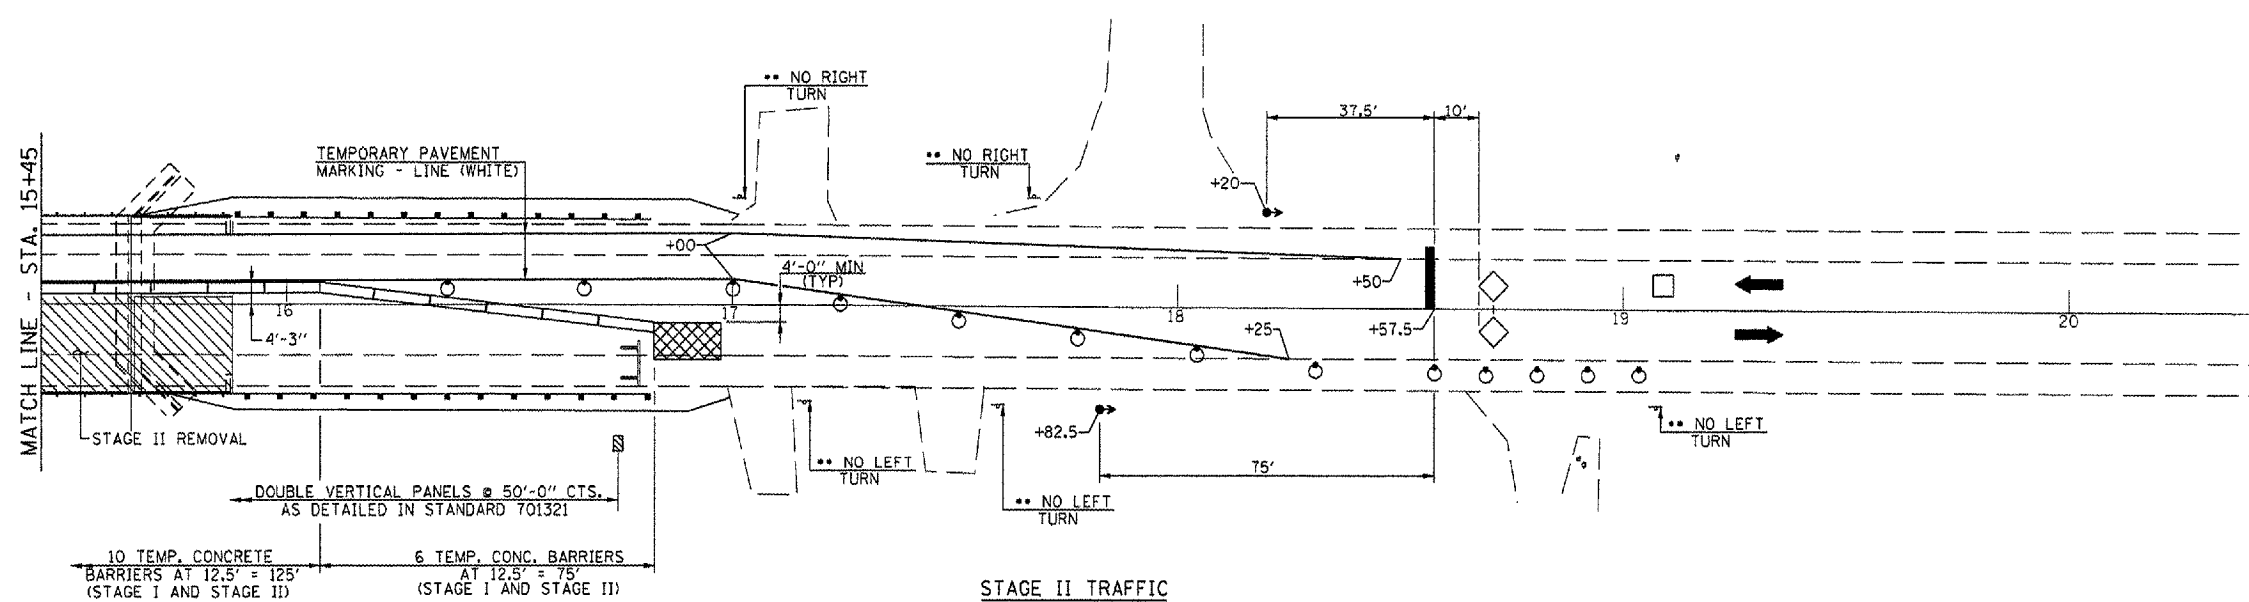 MATCH LINE - STA. 15+45
** NO RIGHT
TURN
TEMPORARY PAVEMENT
MARKING - LINE (WHITE)
** NO RIGHT
TURN
37.5'
10'
+20
+00
4'-0" MIN
(TYP)
+50
16
17
18
19
20
4'-3"
+25
+57.5
STAGE II REMOVAL
+82.5
75'
** NO LEFT
TURN
** NO LEFT
TURN
** NO LEFT
TURN
DOUBLE VERTICAL PANELS @ 50'-0" CTS.
AS DETAILED IN STANDARD 701321
10 TEMP. CONCRETE
BARRIERS AT 12.5' = 125'
(STAGE I AND STAGE II)
6 TEMP. CONC. BARRIERS
AT 12.5' = 75'
(STAGE I AND STAGE II)
STAGE II TRAFFIC